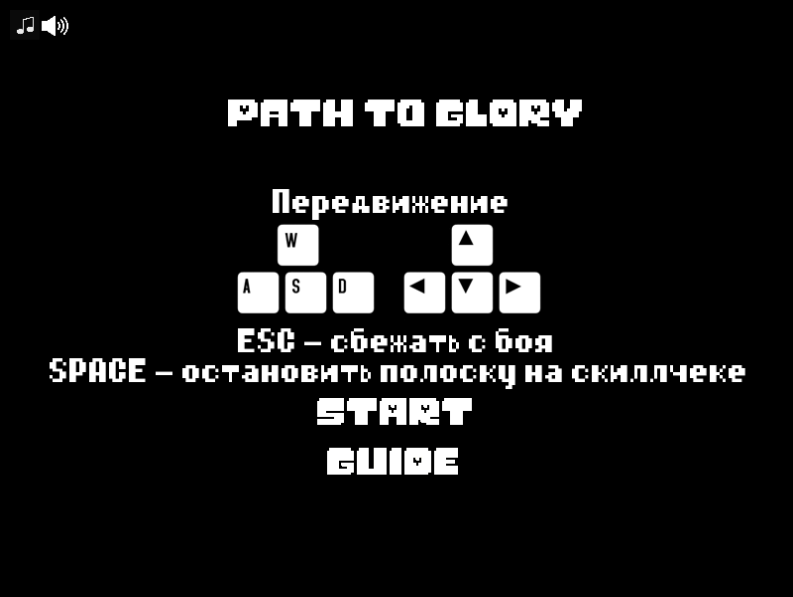 PATH TO GLORY
Передвижение
W
A S D
ESC – сбежать с боя
SPACE – остановить полоску на скиллчеке
START
GUIDE